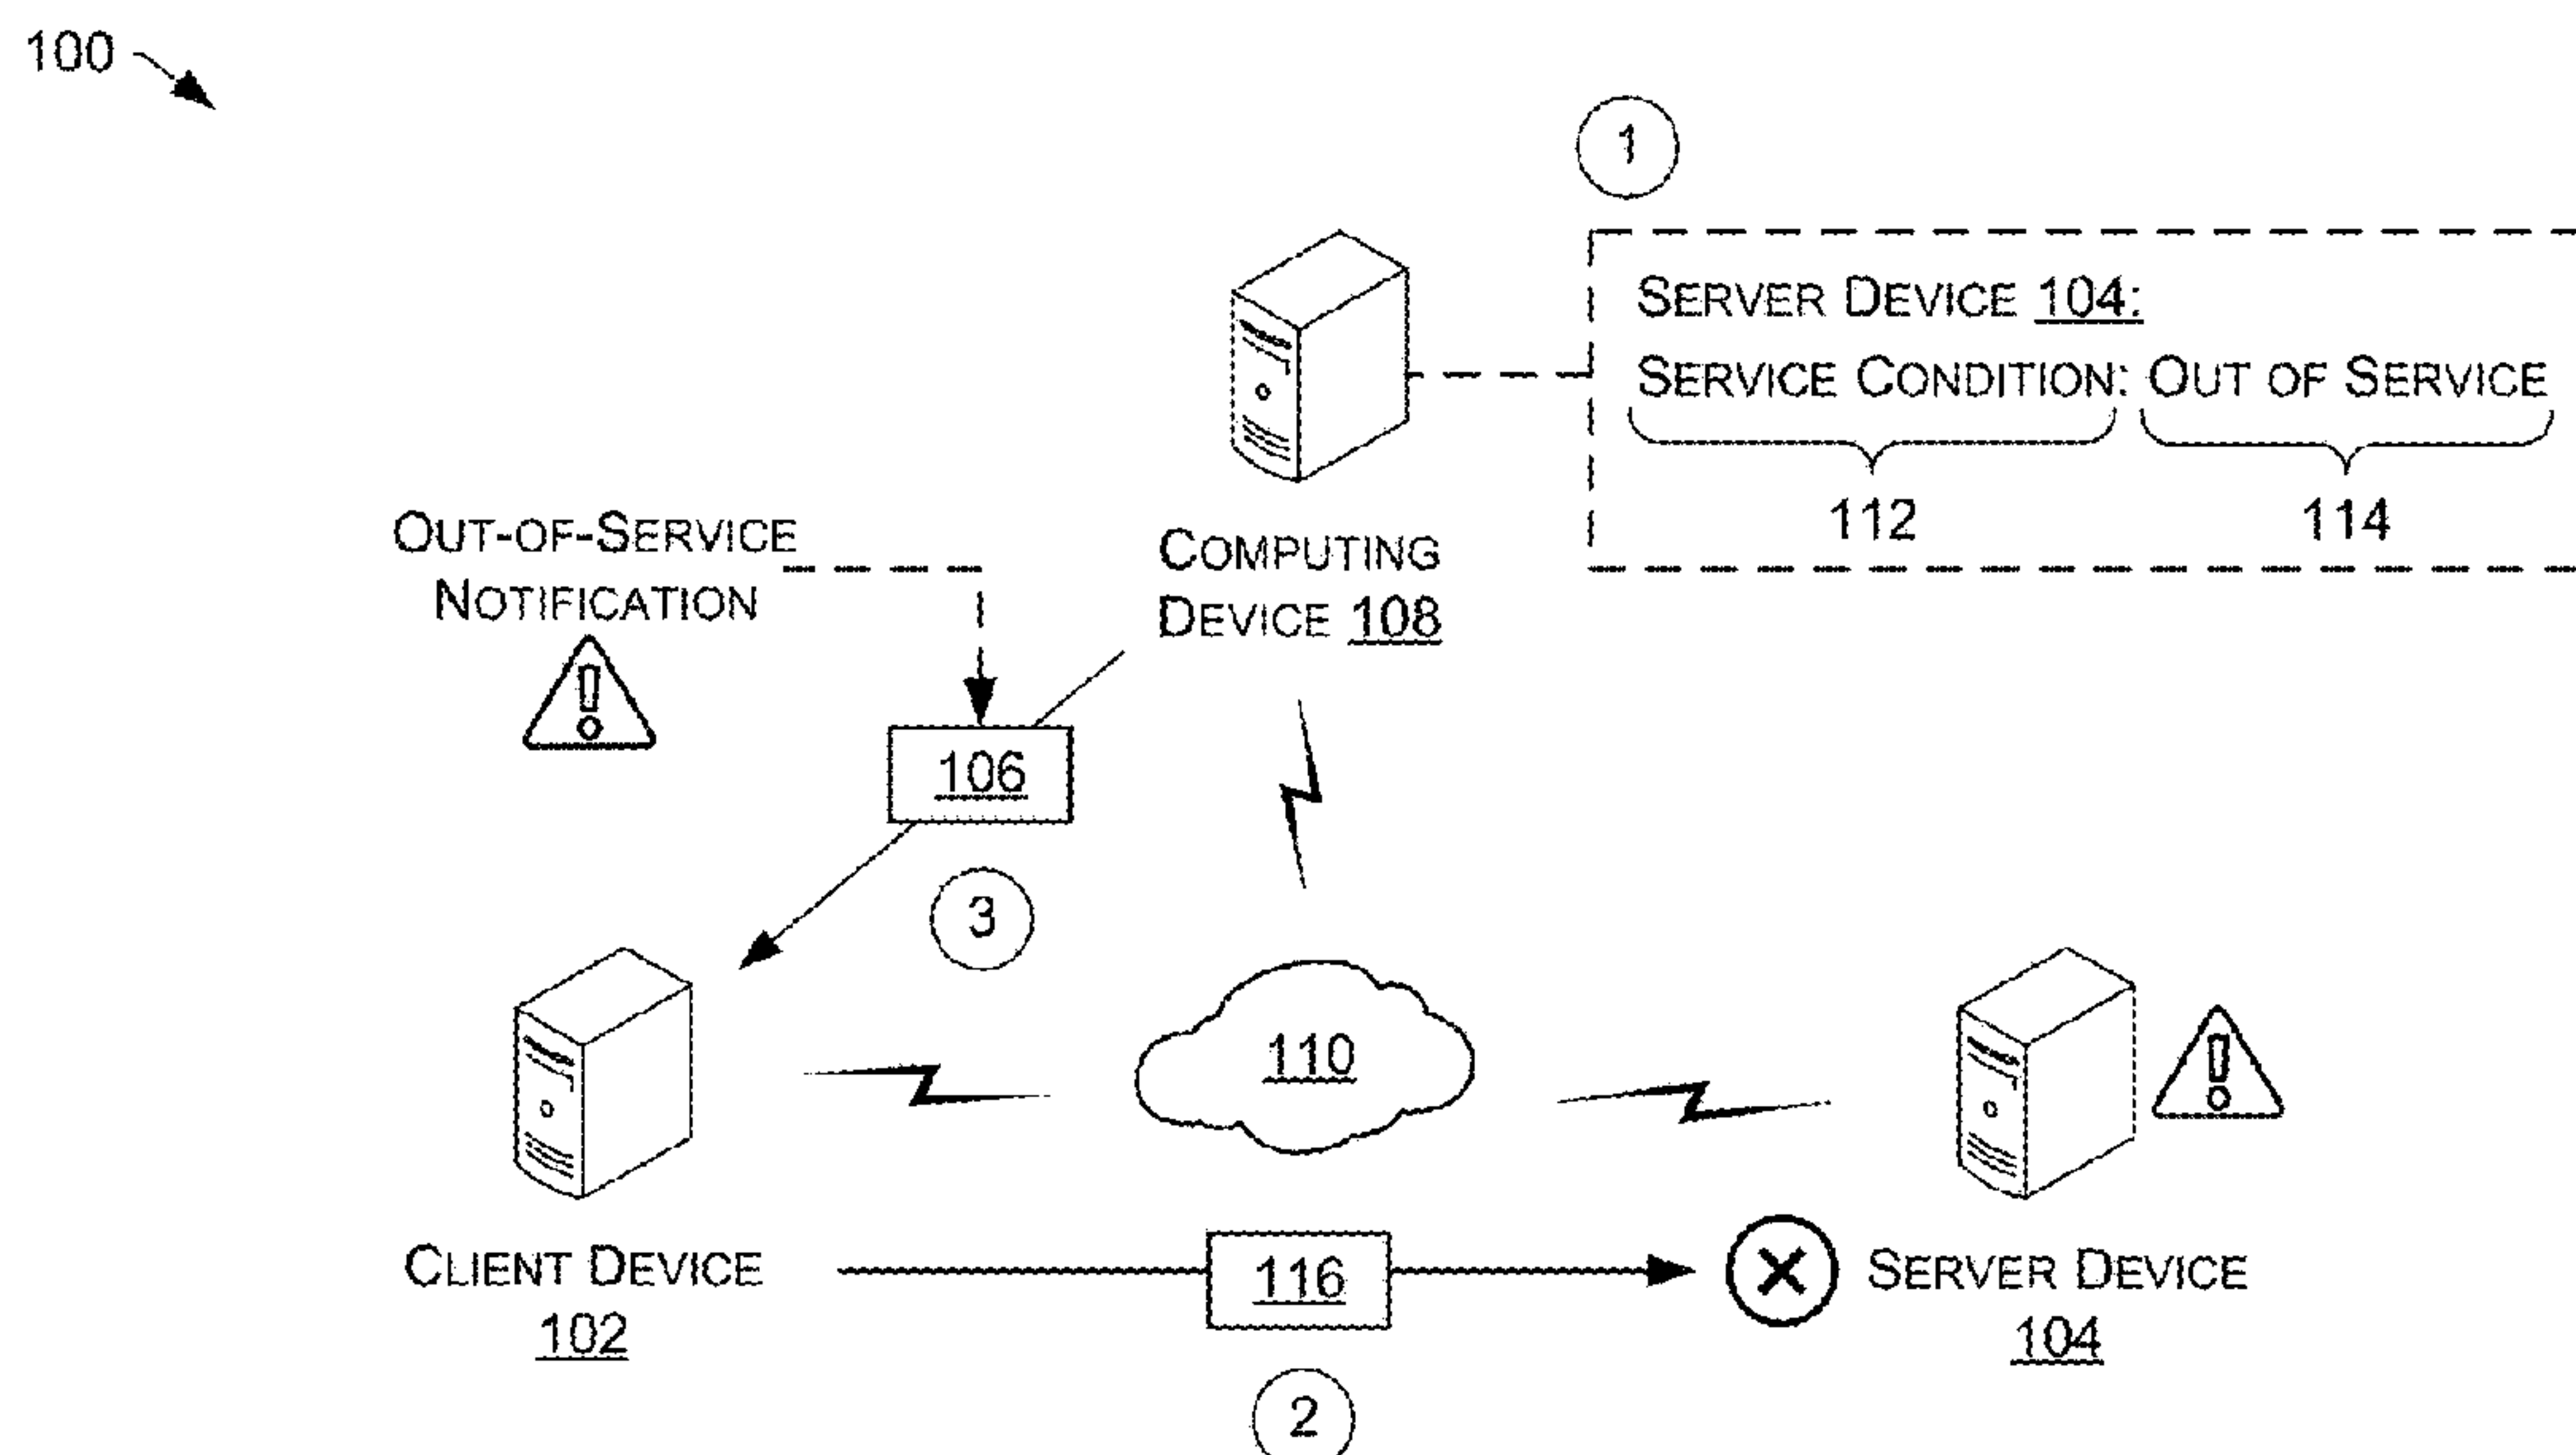 100
1
SERVER DEVICE 104:
SERVICE CONDITION: OUT OF SERVICE
112
114
OUT-OF-SERVICE
NOTIFICATION
COMPUTING
DEVICE 108
106
3
110
CLIENT DEVICE
102
116
SERVER DEVICE
104
2